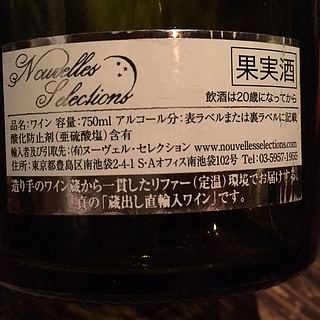 Nouvelles
Selections
果実酒
飲酒は20歳になってから
品名:ワイン 容量:750ml アルコール分:表ラベルまたは裏ラベルに記載
酸化防止剤(亜硫酸塩)含有
輸入者及び引取先:(有)ヌーヴェル・セレクション www.nouvellesselections.com
住所:東京都豊島区南池袋2-4-1 S・Aオフィス南池袋102号 Tel:03-5957-1955
造り手のワイン蔵から一貫したリファー(定温)環境でお届けする、
真の「蔵出し直輸入ワイン」です。